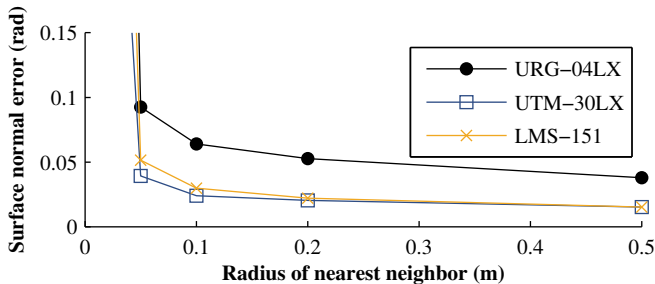 Surface normal error (rad)
0.15
0.1
0.05
0
URG−04LX
UTM−30LX
LMS−151
0 0.1 0.2 0.3 0.4 0.5
Radius of nearest neighbor (m)